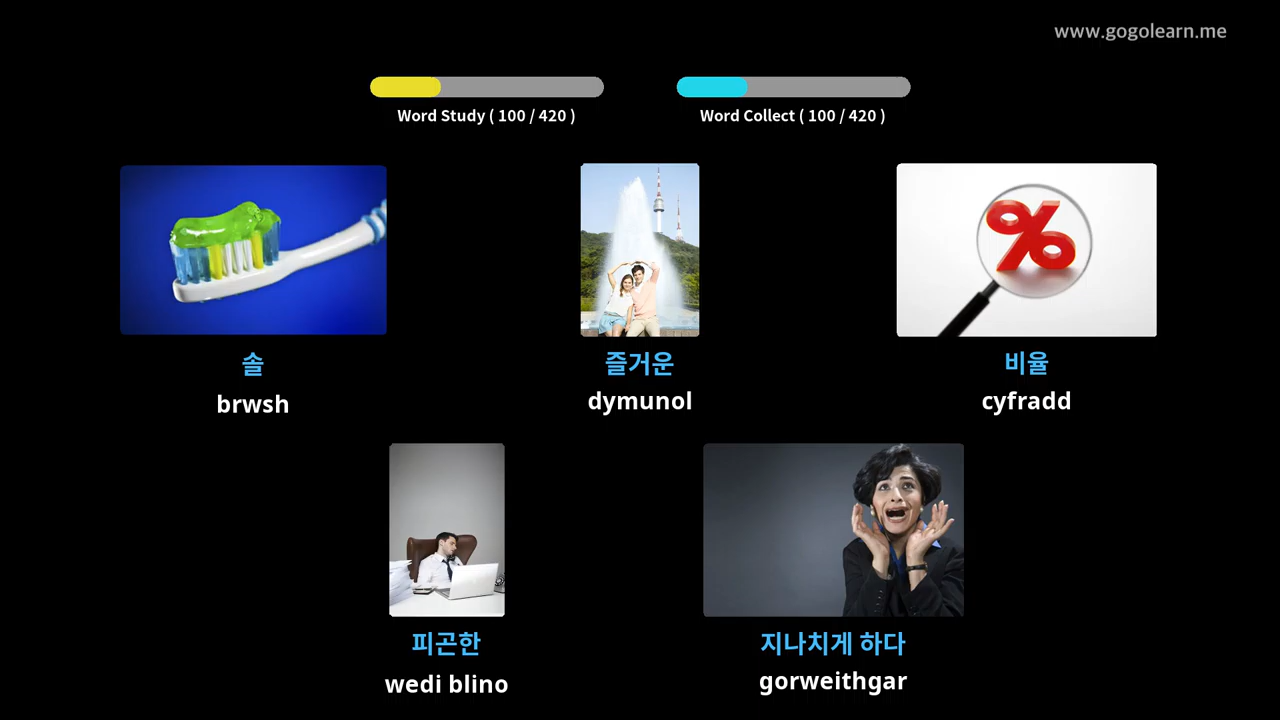 www.gogolearn.me
Word Study ( 100 / 420 )
Word Collect ( 100 / 420 )
%
솔
brwsh
즐거운
dymunol
비율
cyfradd
피곤한
wedi blino
지나치게 하다
gorweithgar